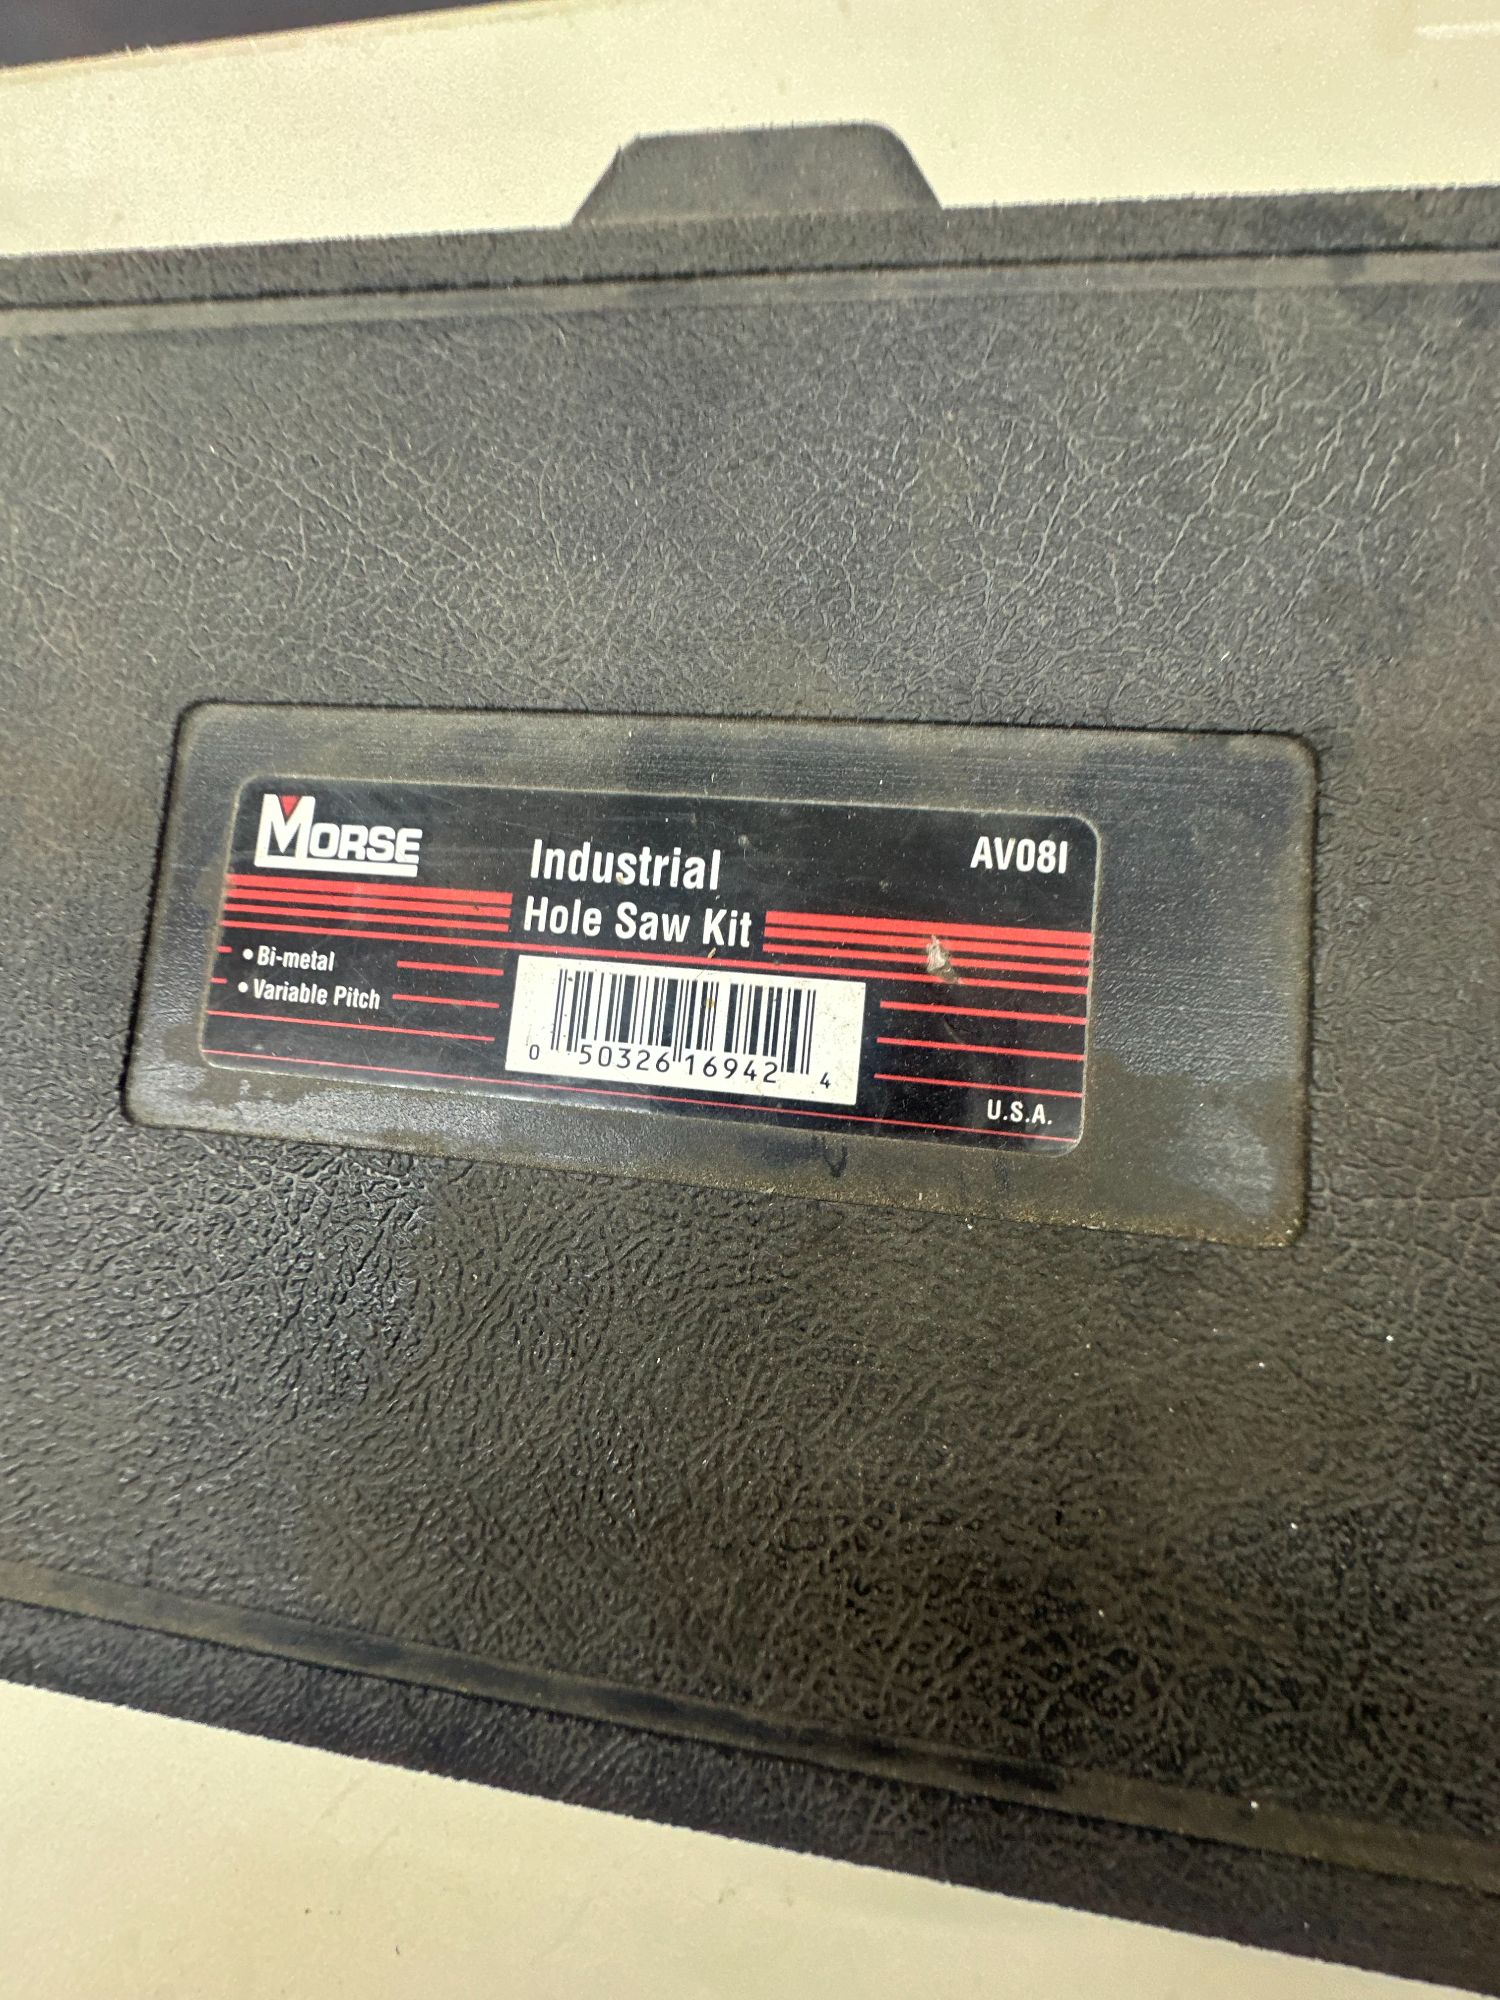 MORSE
Industrial
Hole Saw Kit
AV08I
• Bi-metal
• Variable Pitch
0 50326 16942 4
U.S.A.